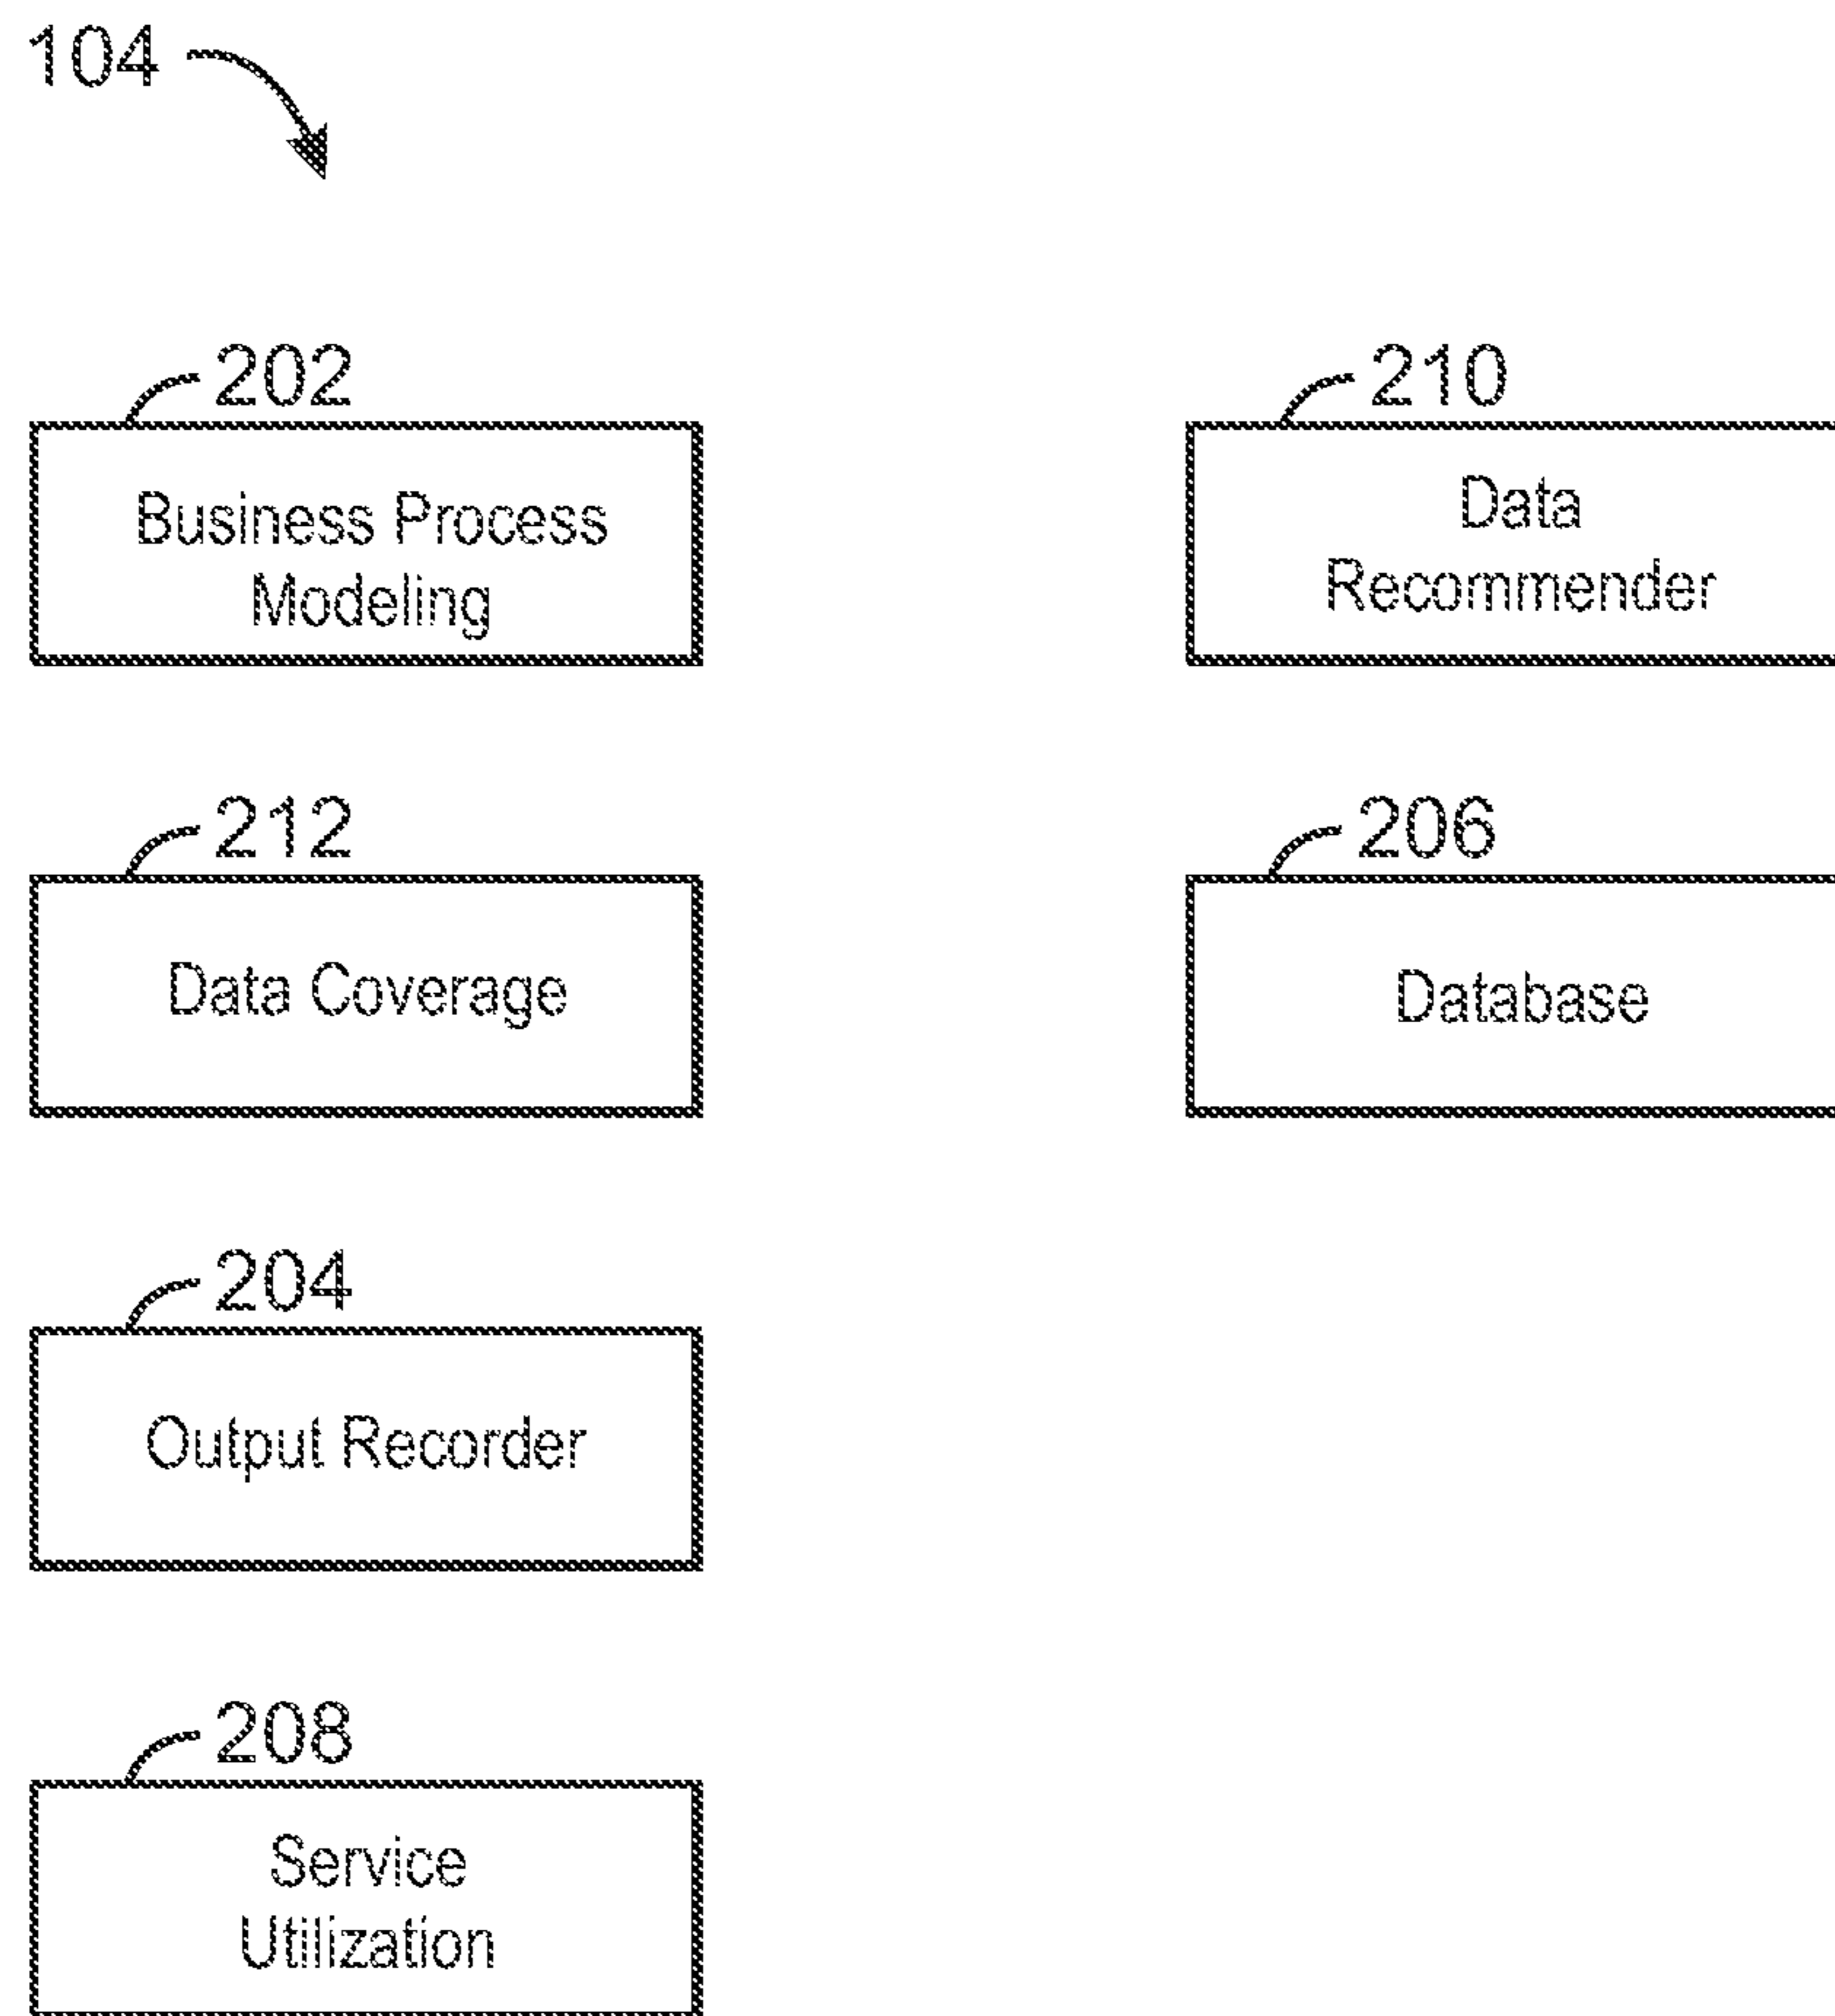 104
202
Business Process
Modeling
210
Data
Recommender
212
Data Coverage
206
Database
204
Output Recorder
208
Service
Utilization